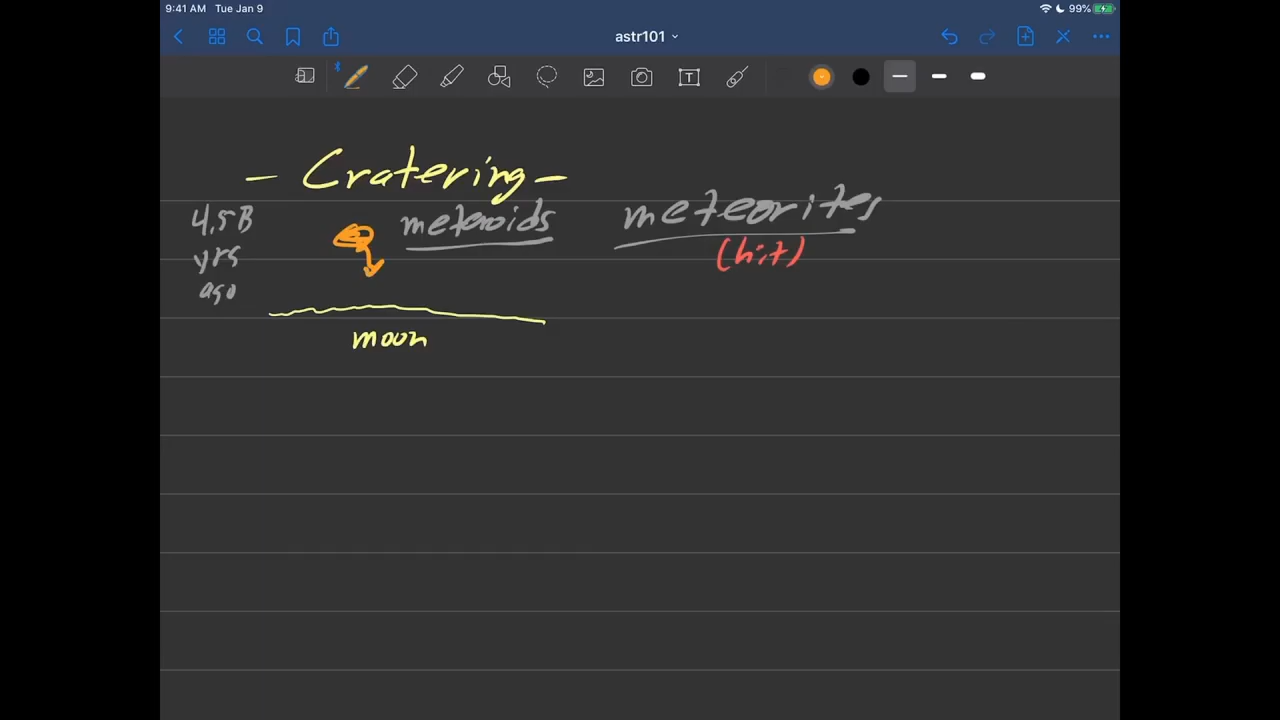 9:41 AM Tue Jan 9 99%
astr101
T
- Cratering -
4.5B meteroids meteorites
yrs (hit)
ago
moon